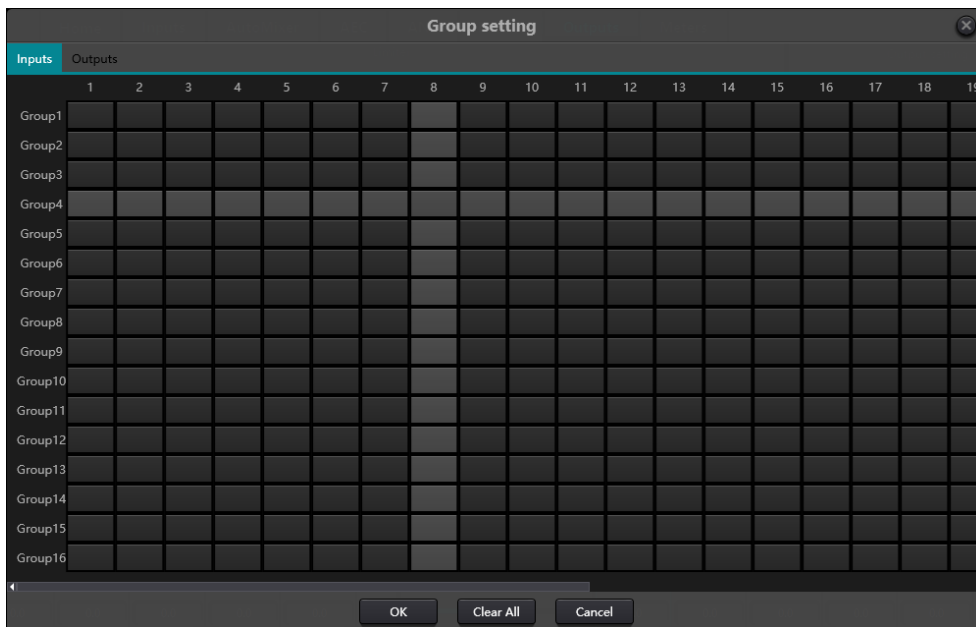 Group setting
Inputs Outputs
1 2 3 4 5 6 7 8 9 10 11 12 13 14 15 16 17 18 19
Group1
Group2
Group3
Group4
Group5
Group6
Group7
Group8
Group9
Group10
Group11
Group12
Group13
Group14
Group15
Group16
OK Clear All Cancel